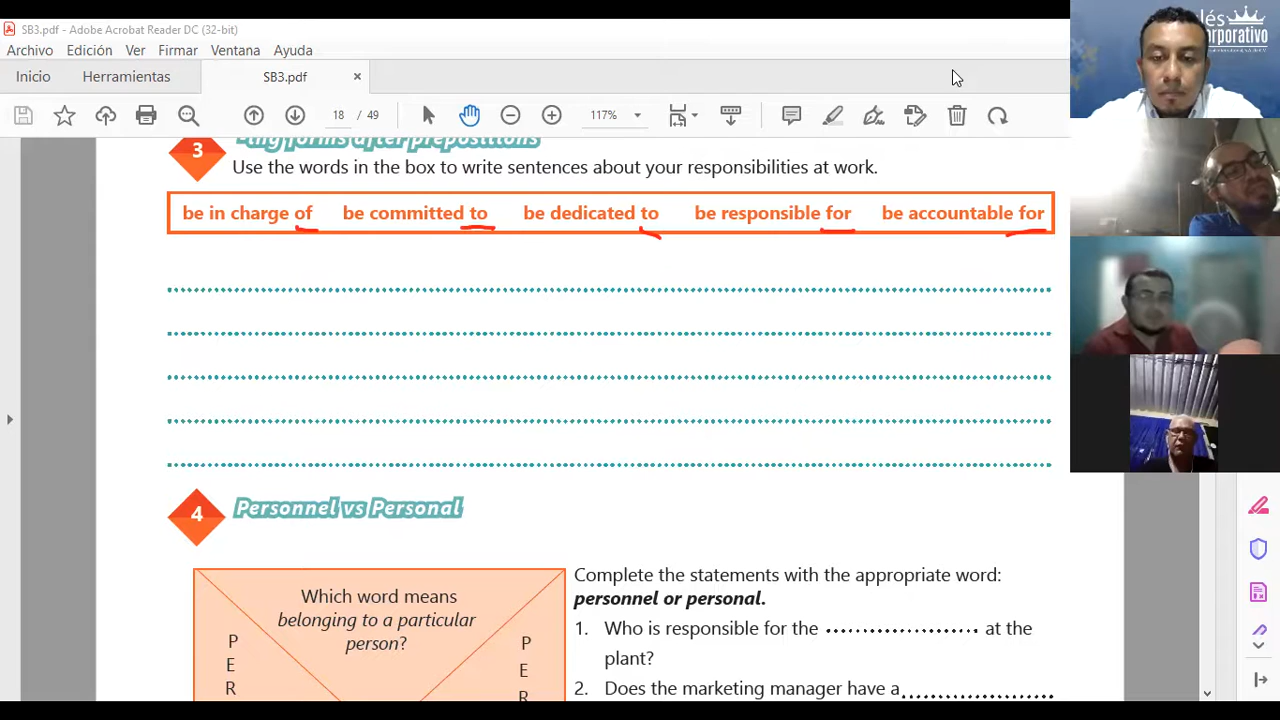 SB3.pdf - Adobe Acrobat Reader DC (32-bit)
Archivo Edición Ver Firmar Ventana Ayuda
Inicio Herramientas SB3.pdf ×
18 / 49 117%
-ing forms after prepositions
3
Use the words in the box to write sentences about your responsibilities at work.
be in charge of be committed to be dedicated to be responsible for be accountable for
4 Personnel vs Personal
Which word means
belonging to a particular
person?
P
E
R
P
E
R
Complete the statements with the appropriate word:
personnel or personal.
1. Who is responsible for the at the
plant?
2. Does the marketing manager have a